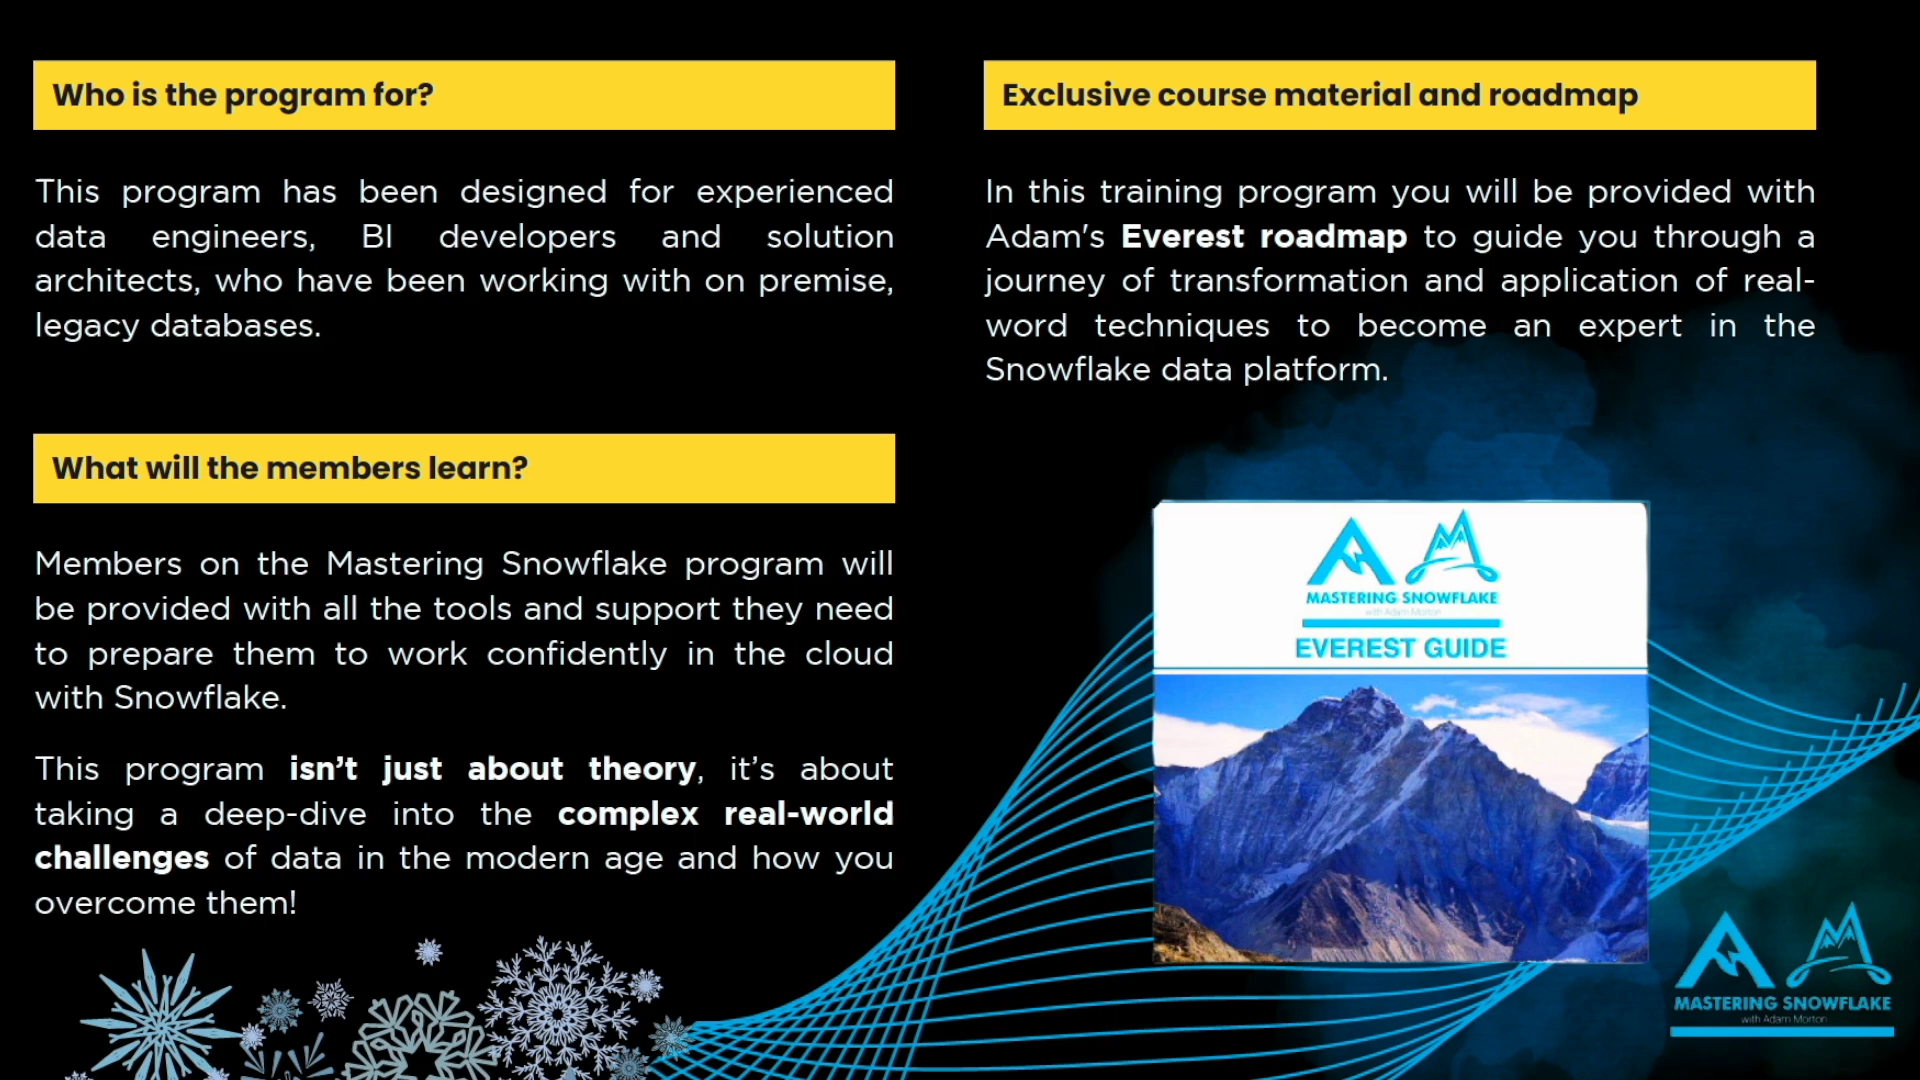 Who is the program for?
This program has been designed for experienced
data engineers, BI developers and solution
architects, who have been working with on premise,
legacy databases.
What will the members learn?
Members on the Mastering Snowflake program will
be provided with all the tools and support they need
to prepare them to work confidently in the cloud
with Snowflake.
This program isn’t just about theory, it’s about
taking a deep-dive into the complex real-world
challenges of data in the modern age and how you
overcome them!
Exclusive course material and roadmap
In this training program you will be provided with
Adam's Everest roadmap to guide you through a
journey of transformation and application of real-
word techniques to become an expert in the
Snowflake data platform.
MASTERING SNOWFLAKE
with Adam Morton
EVEREST GUIDE
MASTERING SNOWFLAKE
with Adam Morton